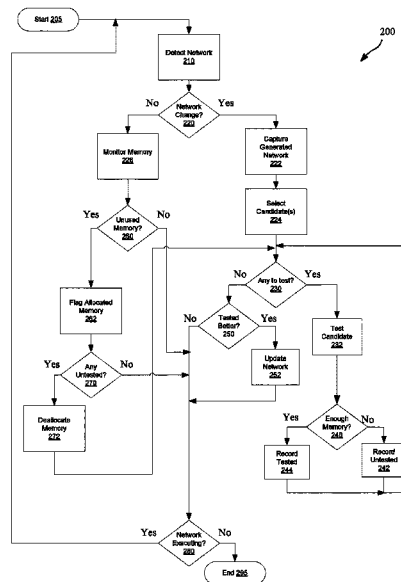 200
Start 205
Detect Network
210
Network
Change?
220
No
Yes
Monitor Memory
226
Capture
Generated
Network
222
Select
Candidate(s)
224
Unused
Memory?
260
Yes
No
Any to test?
230
No
Yes
Flag Allocated
Memory
262
Tested
Better?
250
No
Yes
Test
Candidate
232
Any
Untested?
270
Yes
No
Update
Network
252
Deallocate
Memory
272
Enough
Memory?
240
Yes
No
Record
Tested
244
Record
Untested
242
Network
Executing?
280
Yes
No
End 295